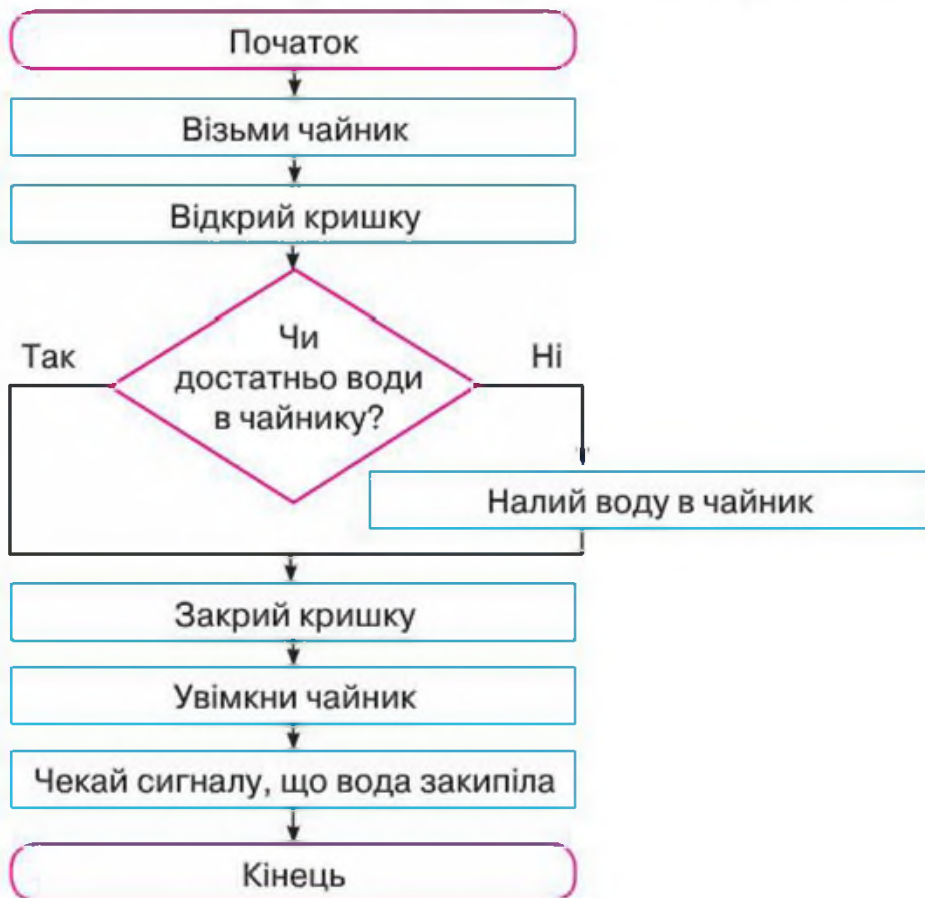 Початок
Візьми чайник
Відкрий кришку
Так
Чи
достатньо води
в чайнику?
Ні
Налий воду в чайник
Закрий кришку
Увімкни чайник
Чекай сигналу, що вода закипіла
Кінець